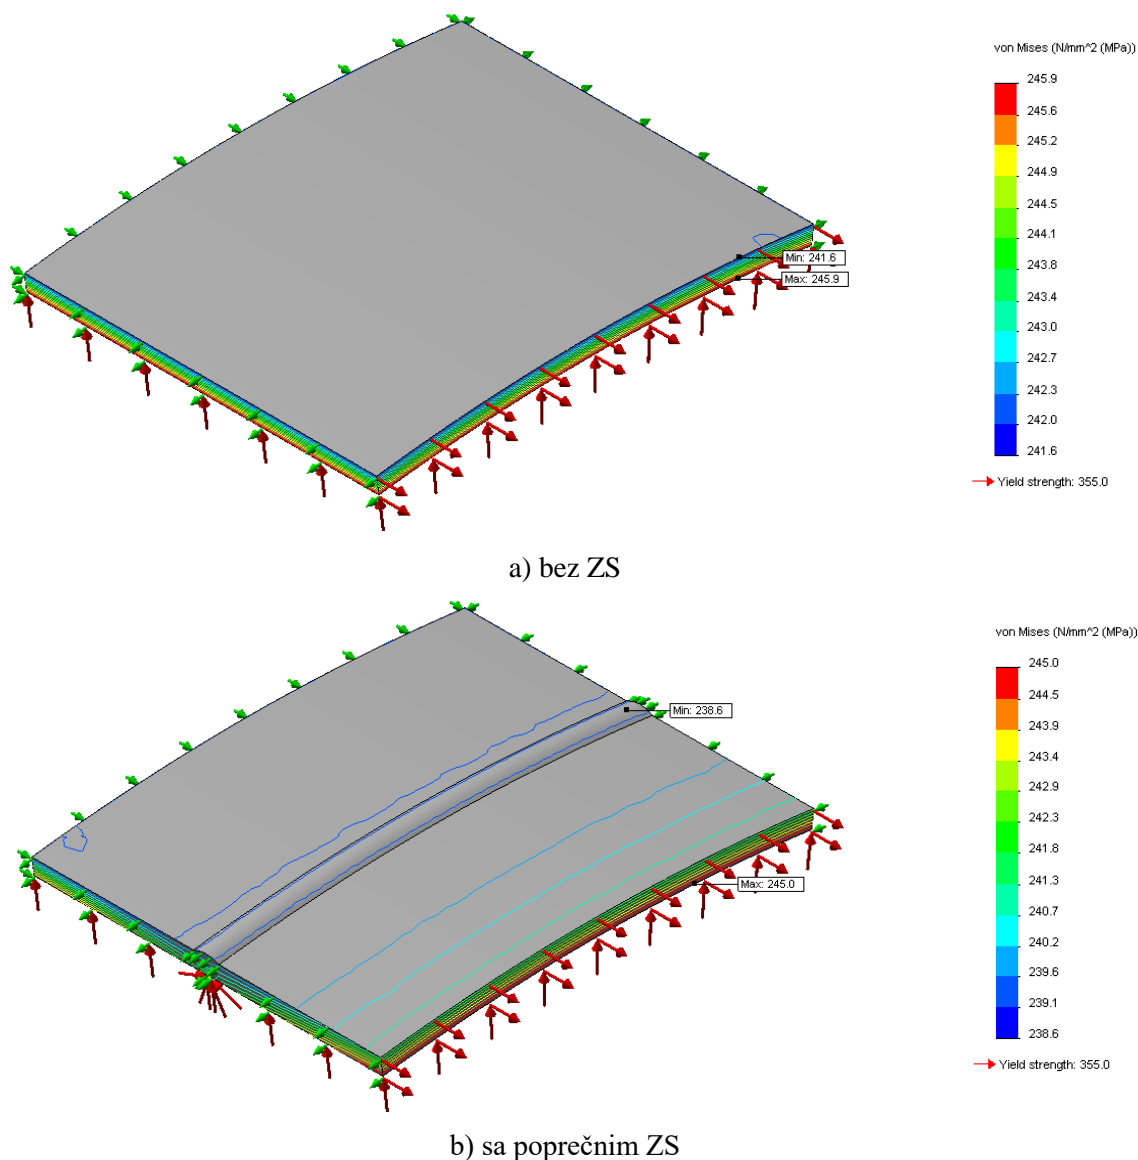 von Mises (N/mm^2 (MPa))
245.9
245.6
245.2
244.9
244.5
244.1
243.8
243.4
243.0
242.7
242.3
242.0
241.6
Yield strength: 355.0
Min: 241.6
Max: 245.9
a) bez ZS
von Mises (N/mm^2 (MPa))
245.0
244.5
243.9
243.4
242.9
242.3
241.8
241.3
240.7
240.2
239.6
239.1
238.6
Yield strength: 355.0
Min: 238.6
Max: 245.0
b) sa poprečnim ZS